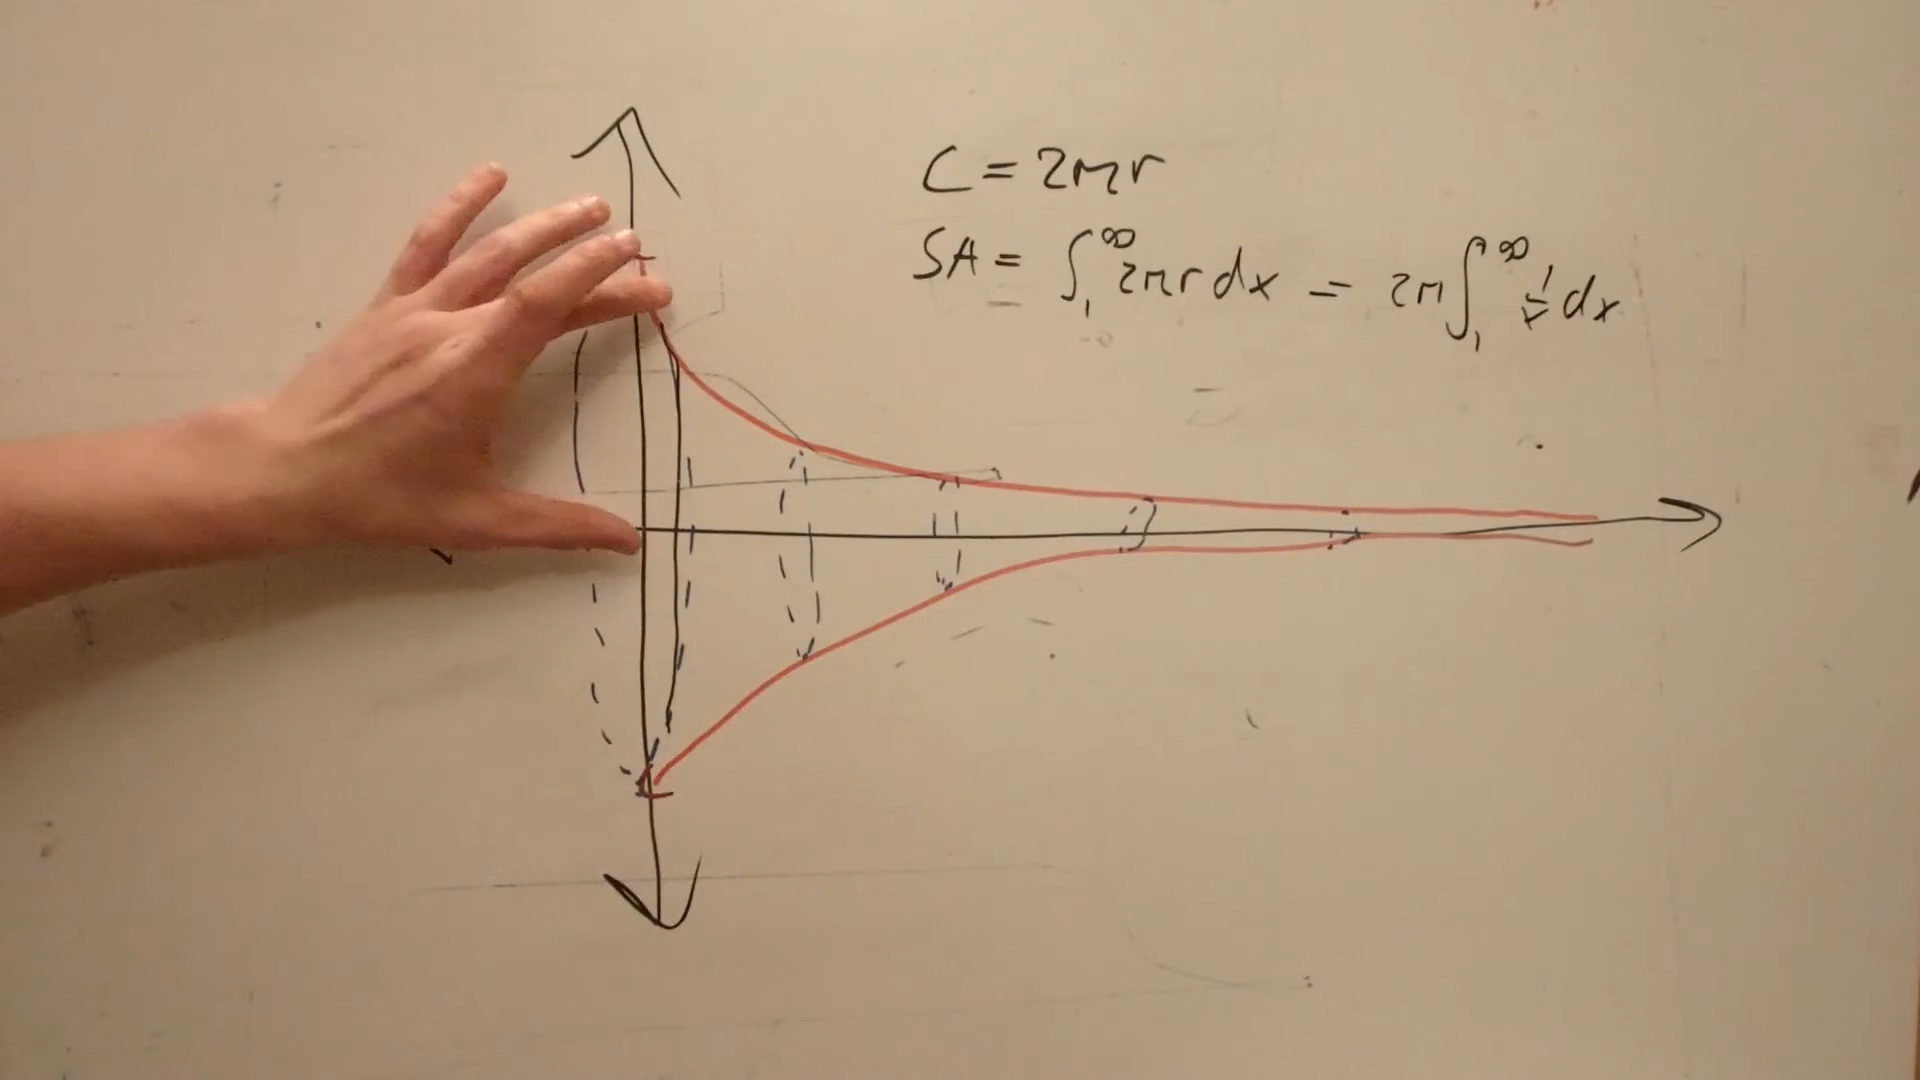 C = 2πr
SA = ∫₁^∞ 2πr dx = 2π ∫₁^∞ 1/x dx